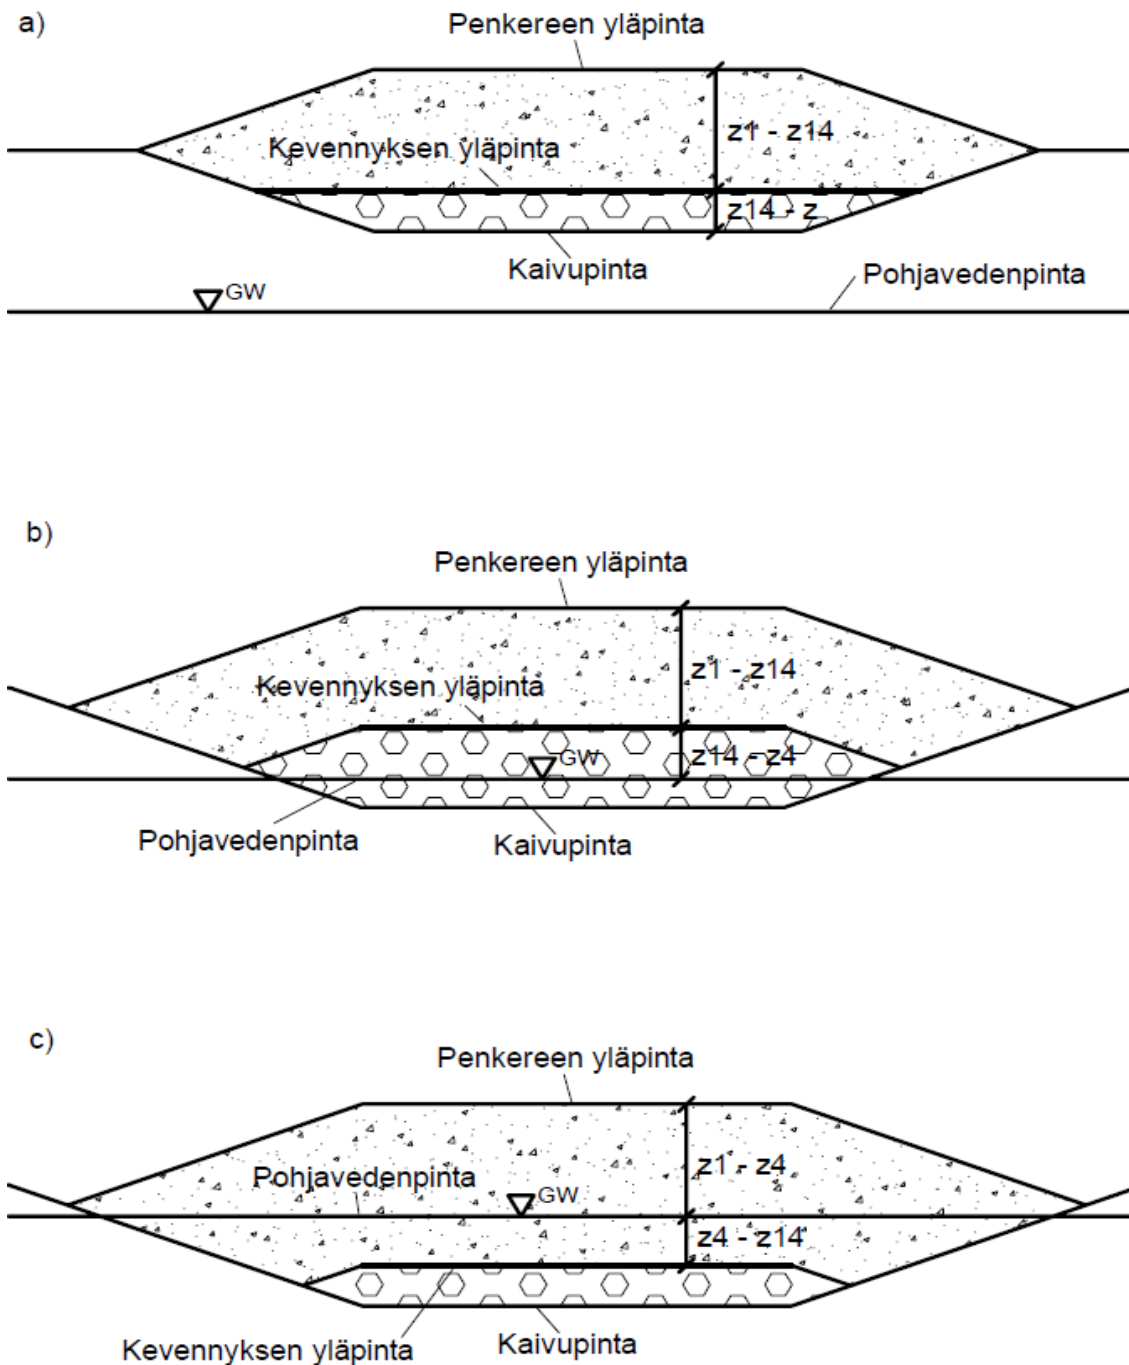 a)
Penkereen yläpinta
z1 - z14
Kevennyksen yläpinta
z14 - z
Kaivupinta
Pohjavedenpinta
GW
b)
Penkereen yläpinta
z1 - z14
Kevennyksen yläpinta
GW
z14 - z4
Pohjavedenpinta
Kaivupinta
c)
Penkereen yläpinta
z1 - z4
Pohjavedenpinta
GW
z4 - z14
Kaivupinta
Kevennyksen yläpinta